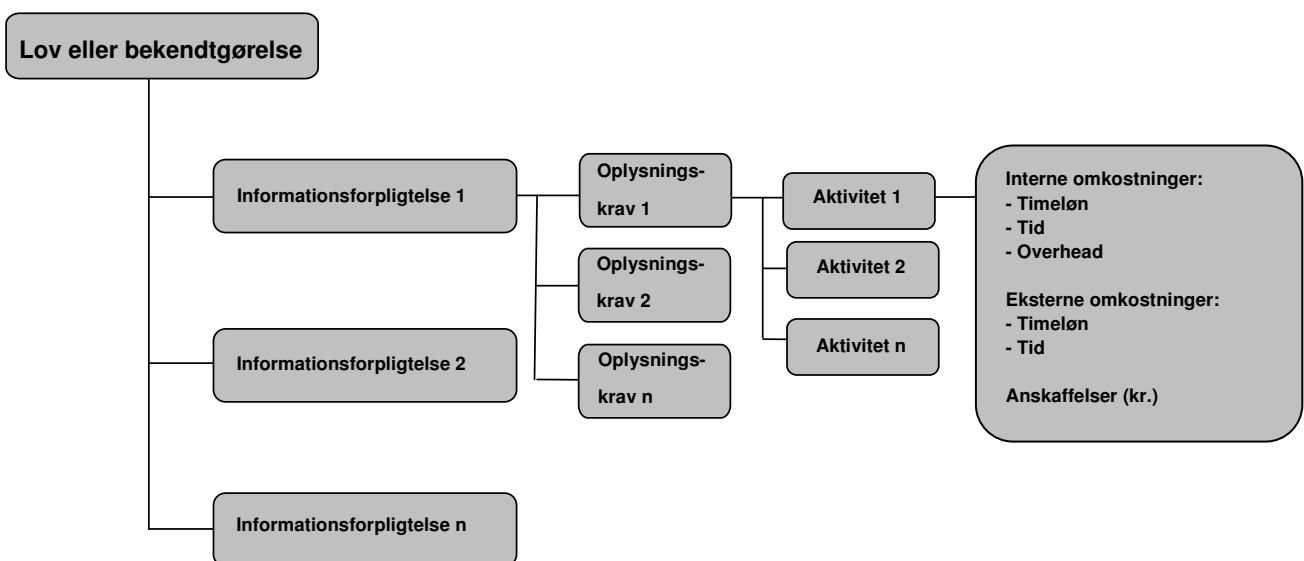 Lov eller bekendtgørelse
Informationsforpligtelse 1
Oplysnings-
krav 1
Aktivitet 1
Interne omkostninger:
- Timeløn
- Tid
- Overhead
Eksterne omkostninger:
- Timeløn
- Tid
Anskaffelser (kr.)
Oplysnings-
krav 2
Aktivitet 2
Aktivitet n
Informationsforpligtelse 2
Oplysnings-
krav n
Informationsforpligtelse n